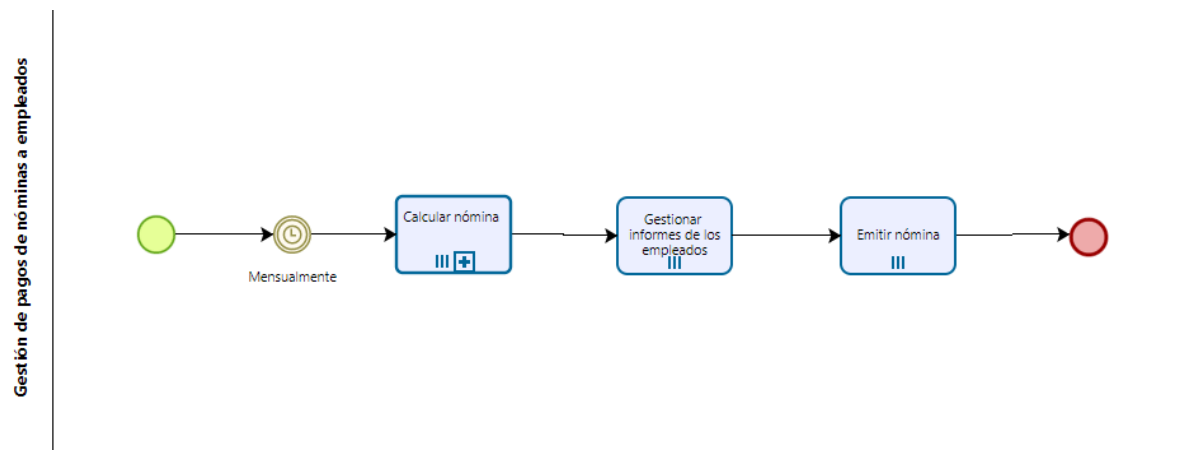 Gestión de pagos de nóminas a empleados
Mensualmente
Calcular nómina
Gestionar
informes de los
empleados
Emitir nómina